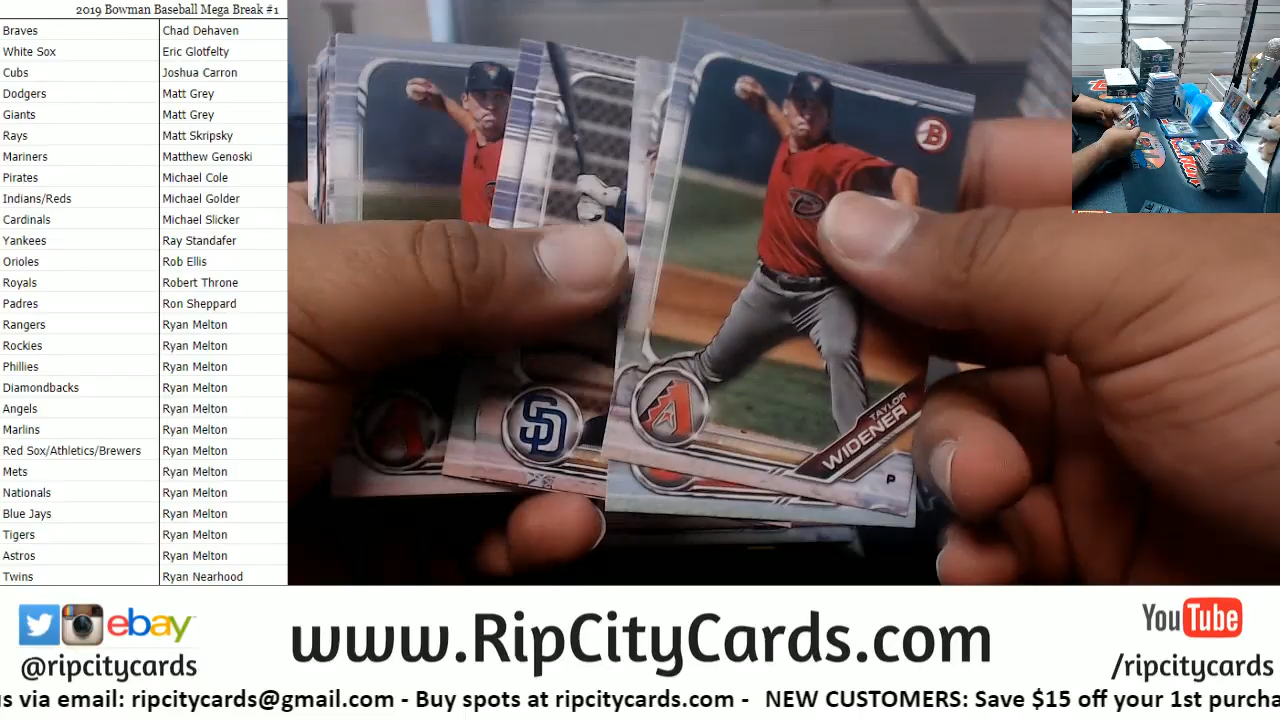 2019 Bowman Baseball Mega Break #1
Braves Chad Dehaven
White Sox Eric Glotfelty
Cubs Joshua Carron
Dodgers Matt Grey
Giants Matt Grey
Rays Matt Skripsky
Mariners Matthew Genoski
Pirates Michael Cole
Indians/Reds Michael Golder
Cardinals Michael Slicker
Yankees Ray Standafer
Orioles Rob Ellis
Royals Robert Throne
Padres Ron Sheppard
Rangers Ryan Melton
Rockies Ryan Melton
Phillies Ryan Melton
Diamondbacks Ryan Melton
Angels Ryan Melton
Marlins Ryan Melton
Red Sox/Athletics/Brewers Ryan Melton
Mets Ryan Melton
Nationals Ryan Melton
Blue Jays Ryan Melton
Tigers Ryan Melton
Astros Ryan Melton
Twins Ryan Nearhood
B
SD
TAYLOR
WIDENER
P
ebay
@ripcitycards
www.RipCityCards.com
YouTube
/ripcitycards
us via email: ripcitycards@gmail.com - Buy spots at ripcitycards.com - NEW CUSTOMERS: Save $15 off your 1st purcha